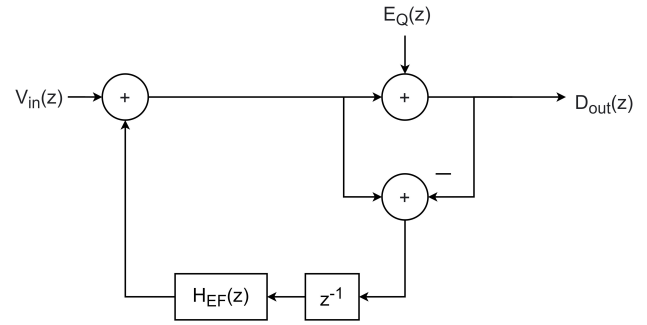 E_Q(z)
V_in(z)
+
+
D_out(z)
−
+
H_EF(z)
z^-1